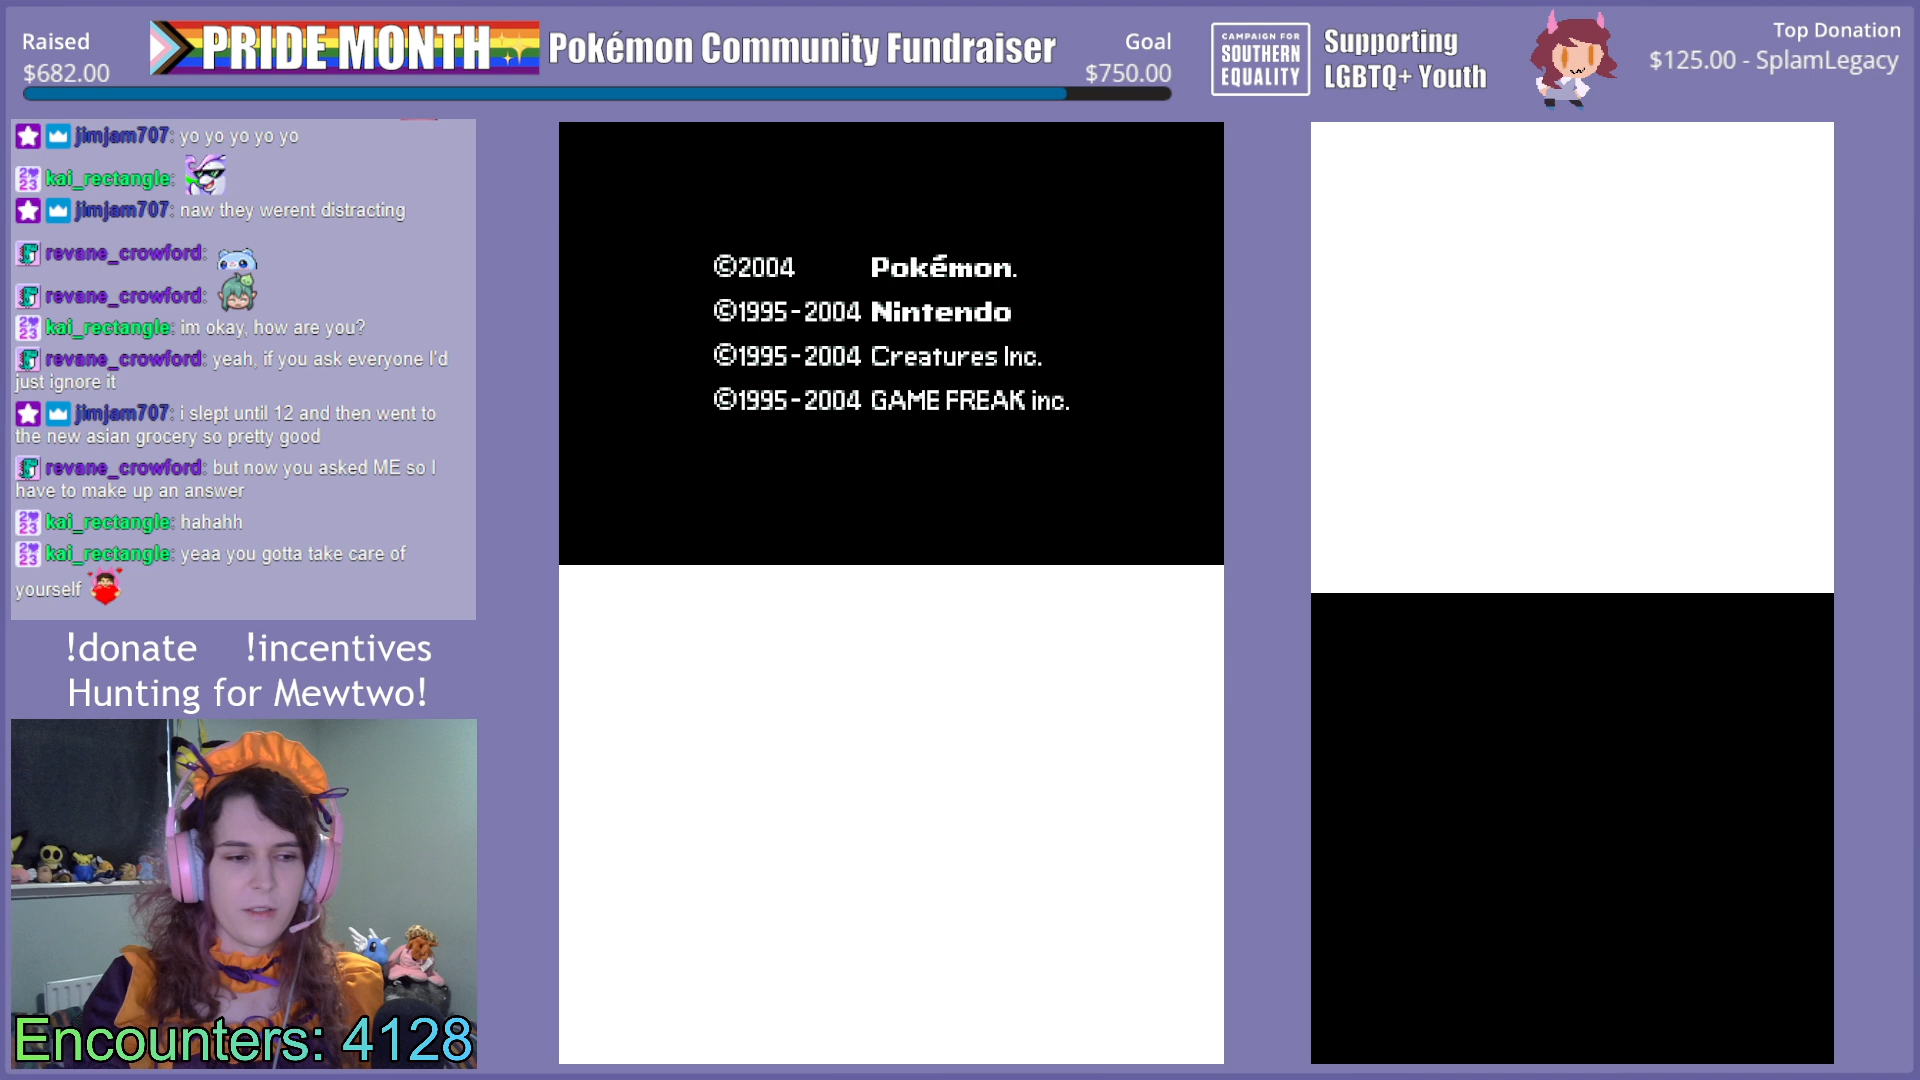 Raised
$682.00
PRIDE MONTH Pokémon Community Fundraiser
Goal
$750.00
CAMPAIGN FOR
SOUTHERN
EQUALITY
Supporting
LGBTQ+ Youth
Top Donation
$125.00 - SplamLegacy
jimjam707: yo yo yo yo yo
kai_rectangle:
jimjam707: naw they werent distracting
revane_crowford:
revane_crowford:
kai_rectangle: im okay, how are you?
revane_crowford: yeah, if you ask everyone I'd
just ignore it
jimjam707: i slept until 12 and then went to
the new asian grocery so pretty good
revane_crowford: but now you asked ME so I
have to make up an answer
kai_rectangle: hahahh
kai_rectangle: yeaa you gotta take care of
yourself
!donate !incentives
Hunting for Mewtwo!
Encounters: 4128
©2004 Pokémon.
©1995-2004 Nintendo
©1995-2004 Creatures Inc.
©1995-2004 GAME FREAK inc.